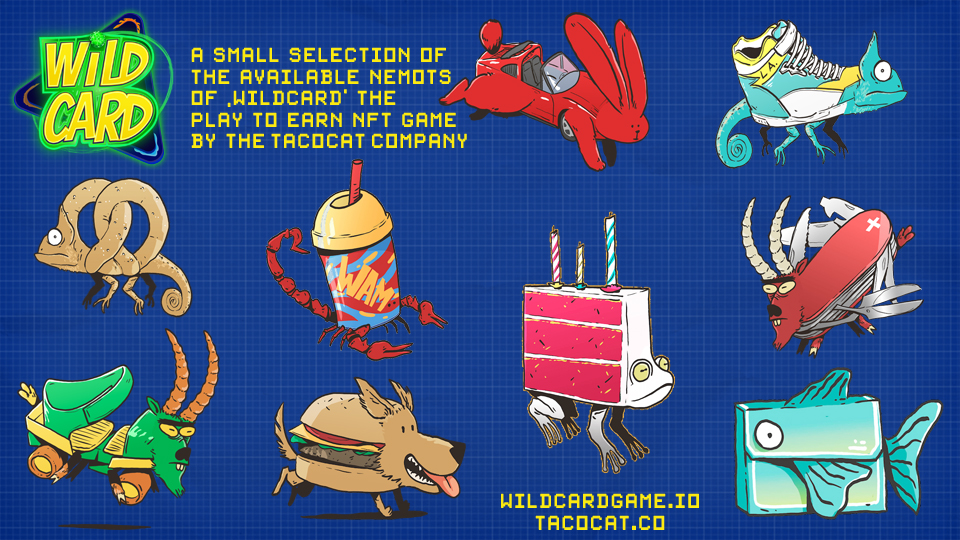 WILD
CARD
A SMALL SELECTION OF
THE AVAILABLE NEMOTS
OF ‚WILDCARD' THE
PLAY TO EARN NFT GAME
BY THE TACOCAT COMPANY
L.A.
WAM
WILDCARDGAME.IO
TACOCAT.CO